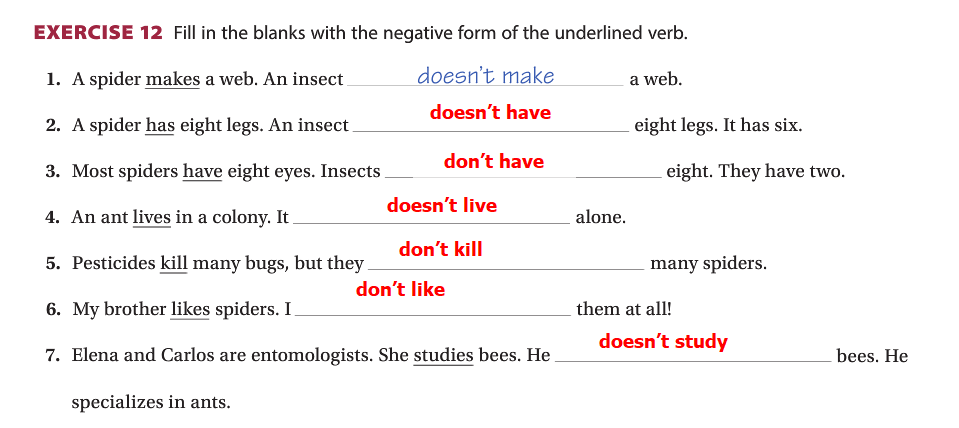 EXERCISE 12 Fill in the blanks with the negative form of the underlined verb.
1. A spider makes a web. An insect doesn't make a web.
2. A spider has eight legs. An insect doesn't have eight legs. It has six.
3. Most spiders have eight eyes. Insects don't have eight. They have two.
4. An ant lives in a colony. It doesn't live alone.
5. Pesticides kill many bugs, but they don't kill many spiders.
6. My brother likes spiders. I don't like them at all!
7. Elena and Carlos are entomologists. She studies bees. He doesn't study bees. He
specializes in ants.